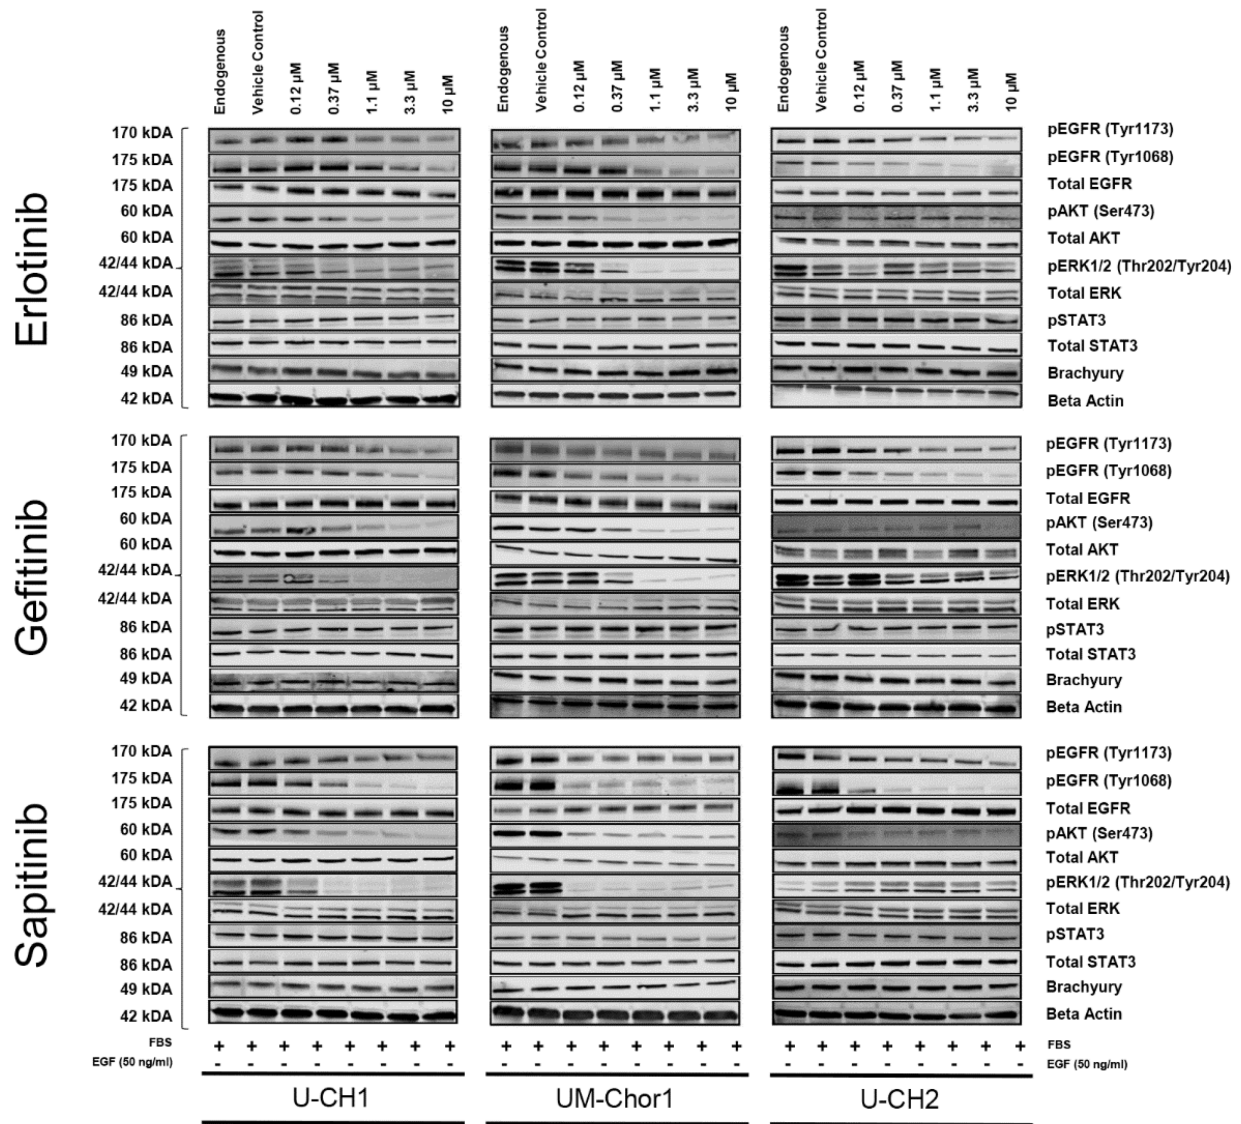 Endogenous Vehicle Control 0.12 µM 0.37 µM 1.1 µM 3.3 µM 10 µM Endogenous Vehicle Control 0.12 µM 0.37 µM 1.1 µM 3.3 µM 10 µM Endogenous Vehicle Control 0.12 µM 0.37 µM 1.1 µM 3.3 µM 10 µM
Erlotinib
170 kDA pEGFR (Tyr1173)
175 kDA pEGFR (Tyr1068)
175 kDA Total EGFR
60 kDA pAKT (Ser473)
60 kDA Total AKT
42/44 kDA pERK1/2 (Thr202/Tyr204)
42/44 kDA Total ERK
86 kDA pSTAT3
86 kDA Total STAT3
49 kDA Brachyury
42 kDA Beta Actin
Gefitinib
170 kDA pEGFR (Tyr1173)
175 kDA pEGFR (Tyr1068)
175 kDA Total EGFR
60 kDA pAKT (Ser473)
60 kDA Total AKT
42/44 kDA pERK1/2 (Thr202/Tyr204)
42/44 kDA Total ERK
86 kDA pSTAT3
86 kDA Total STAT3
49 kDA Brachyury
42 kDA Beta Actin
Sapitinib
170 kDA pEGFR (Tyr1173)
175 kDA pEGFR (Tyr1068)
175 kDA Total EGFR
60 kDA pAKT (Ser473)
60 kDA Total AKT
42/44 kDA pERK1/2 (Thr202/Tyr204)
42/44 kDA Total ERK
86 kDA pSTAT3
86 kDA Total STAT3
49 kDA Brachyury
42 kDA Beta Actin
FBS + + + + + + + + + + + + + + + + + + + + + + + + FBS
EGF (50 ng/ml) - - - - - - - - - - - - - - - - - - - - - - - - EGF (50 ng/ml)
U-CH1 UM-Chor1 U-CH2